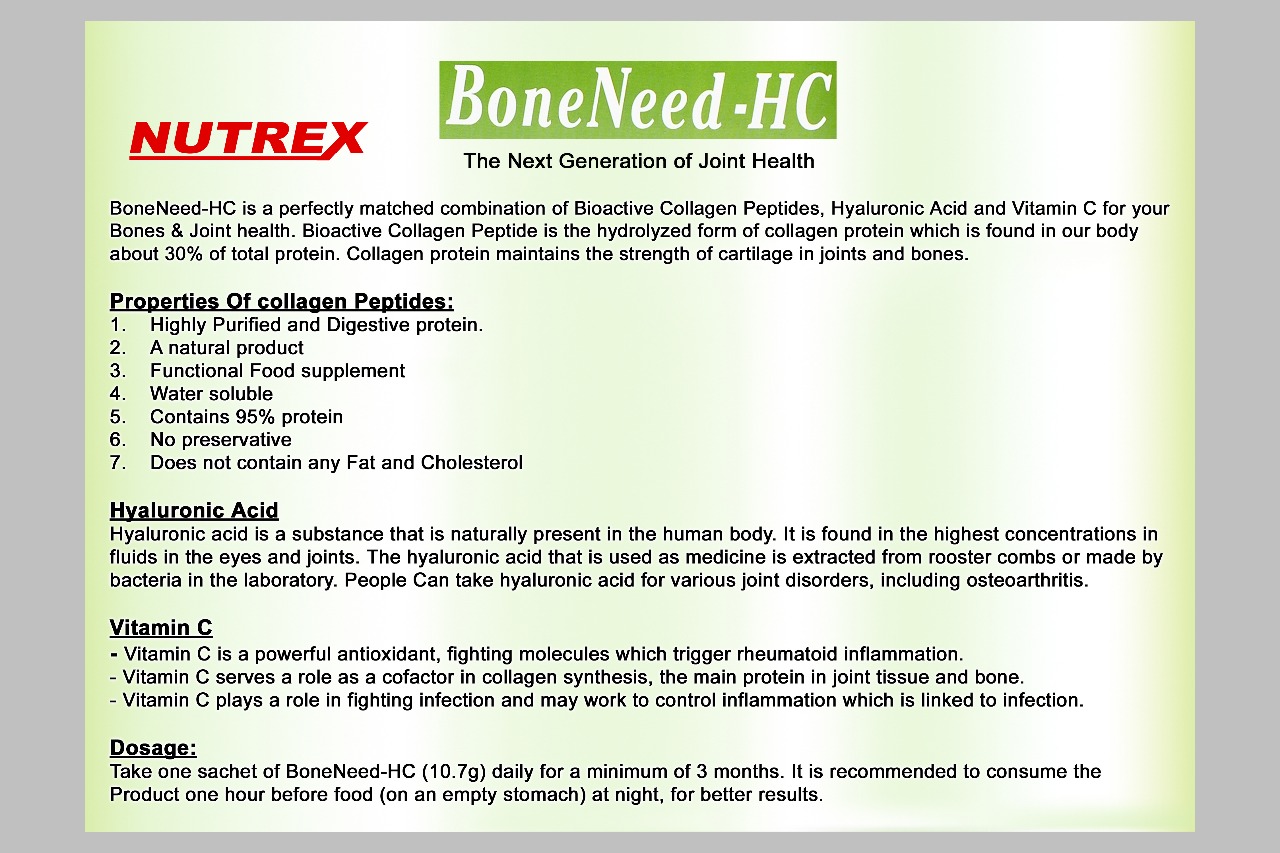 NUTREX
BoneNeed-HC
The Next Generation of Joint Health
BoneNeed-HC is a perfectly matched combination of Bioactive Collagen Peptides, Hyaluronic Acid and Vitamin C for your
Bones & Joint health. Bioactive Collagen Peptide is the hydrolyzed form of collagen protein which is found in our body
about 30% of total protein. Collagen protein maintains the strength of cartilage in joints and bones.
Properties Of collagen Peptides:
1. Highly Purified and Digestive protein.
2. A natural product
3. Functional Food supplement
4. Water soluble
5. Contains 95% protein
6. No preservative
7. Does not contain any Fat and Cholesterol
Hyaluronic Acid
Hyaluronic acid is a substance that is naturally present in the human body. It is found in the highest concentrations in
fluids in the eyes and joints. The hyaluronic acid that is used as medicine is extracted from rooster combs or made by
bacteria in the laboratory. People Can take hyaluronic acid for various joint disorders, including osteoarthritis.
Vitamin C
- Vitamin C is a powerful antioxidant, fighting molecules which trigger rheumatoid inflammation.
- Vitamin C serves a role as a cofactor in collagen synthesis, the main protein in joint tissue and bone.
- Vitamin C plays a role in fighting infection and may work to control inflammation which is linked to infection.
Dosage:
Take one sachet of BoneNeed-HC (10.7g) daily for a minimum of 3 months. It is recommended to consume the
Product one hour before food (on an empty stomach) at night, for better results.